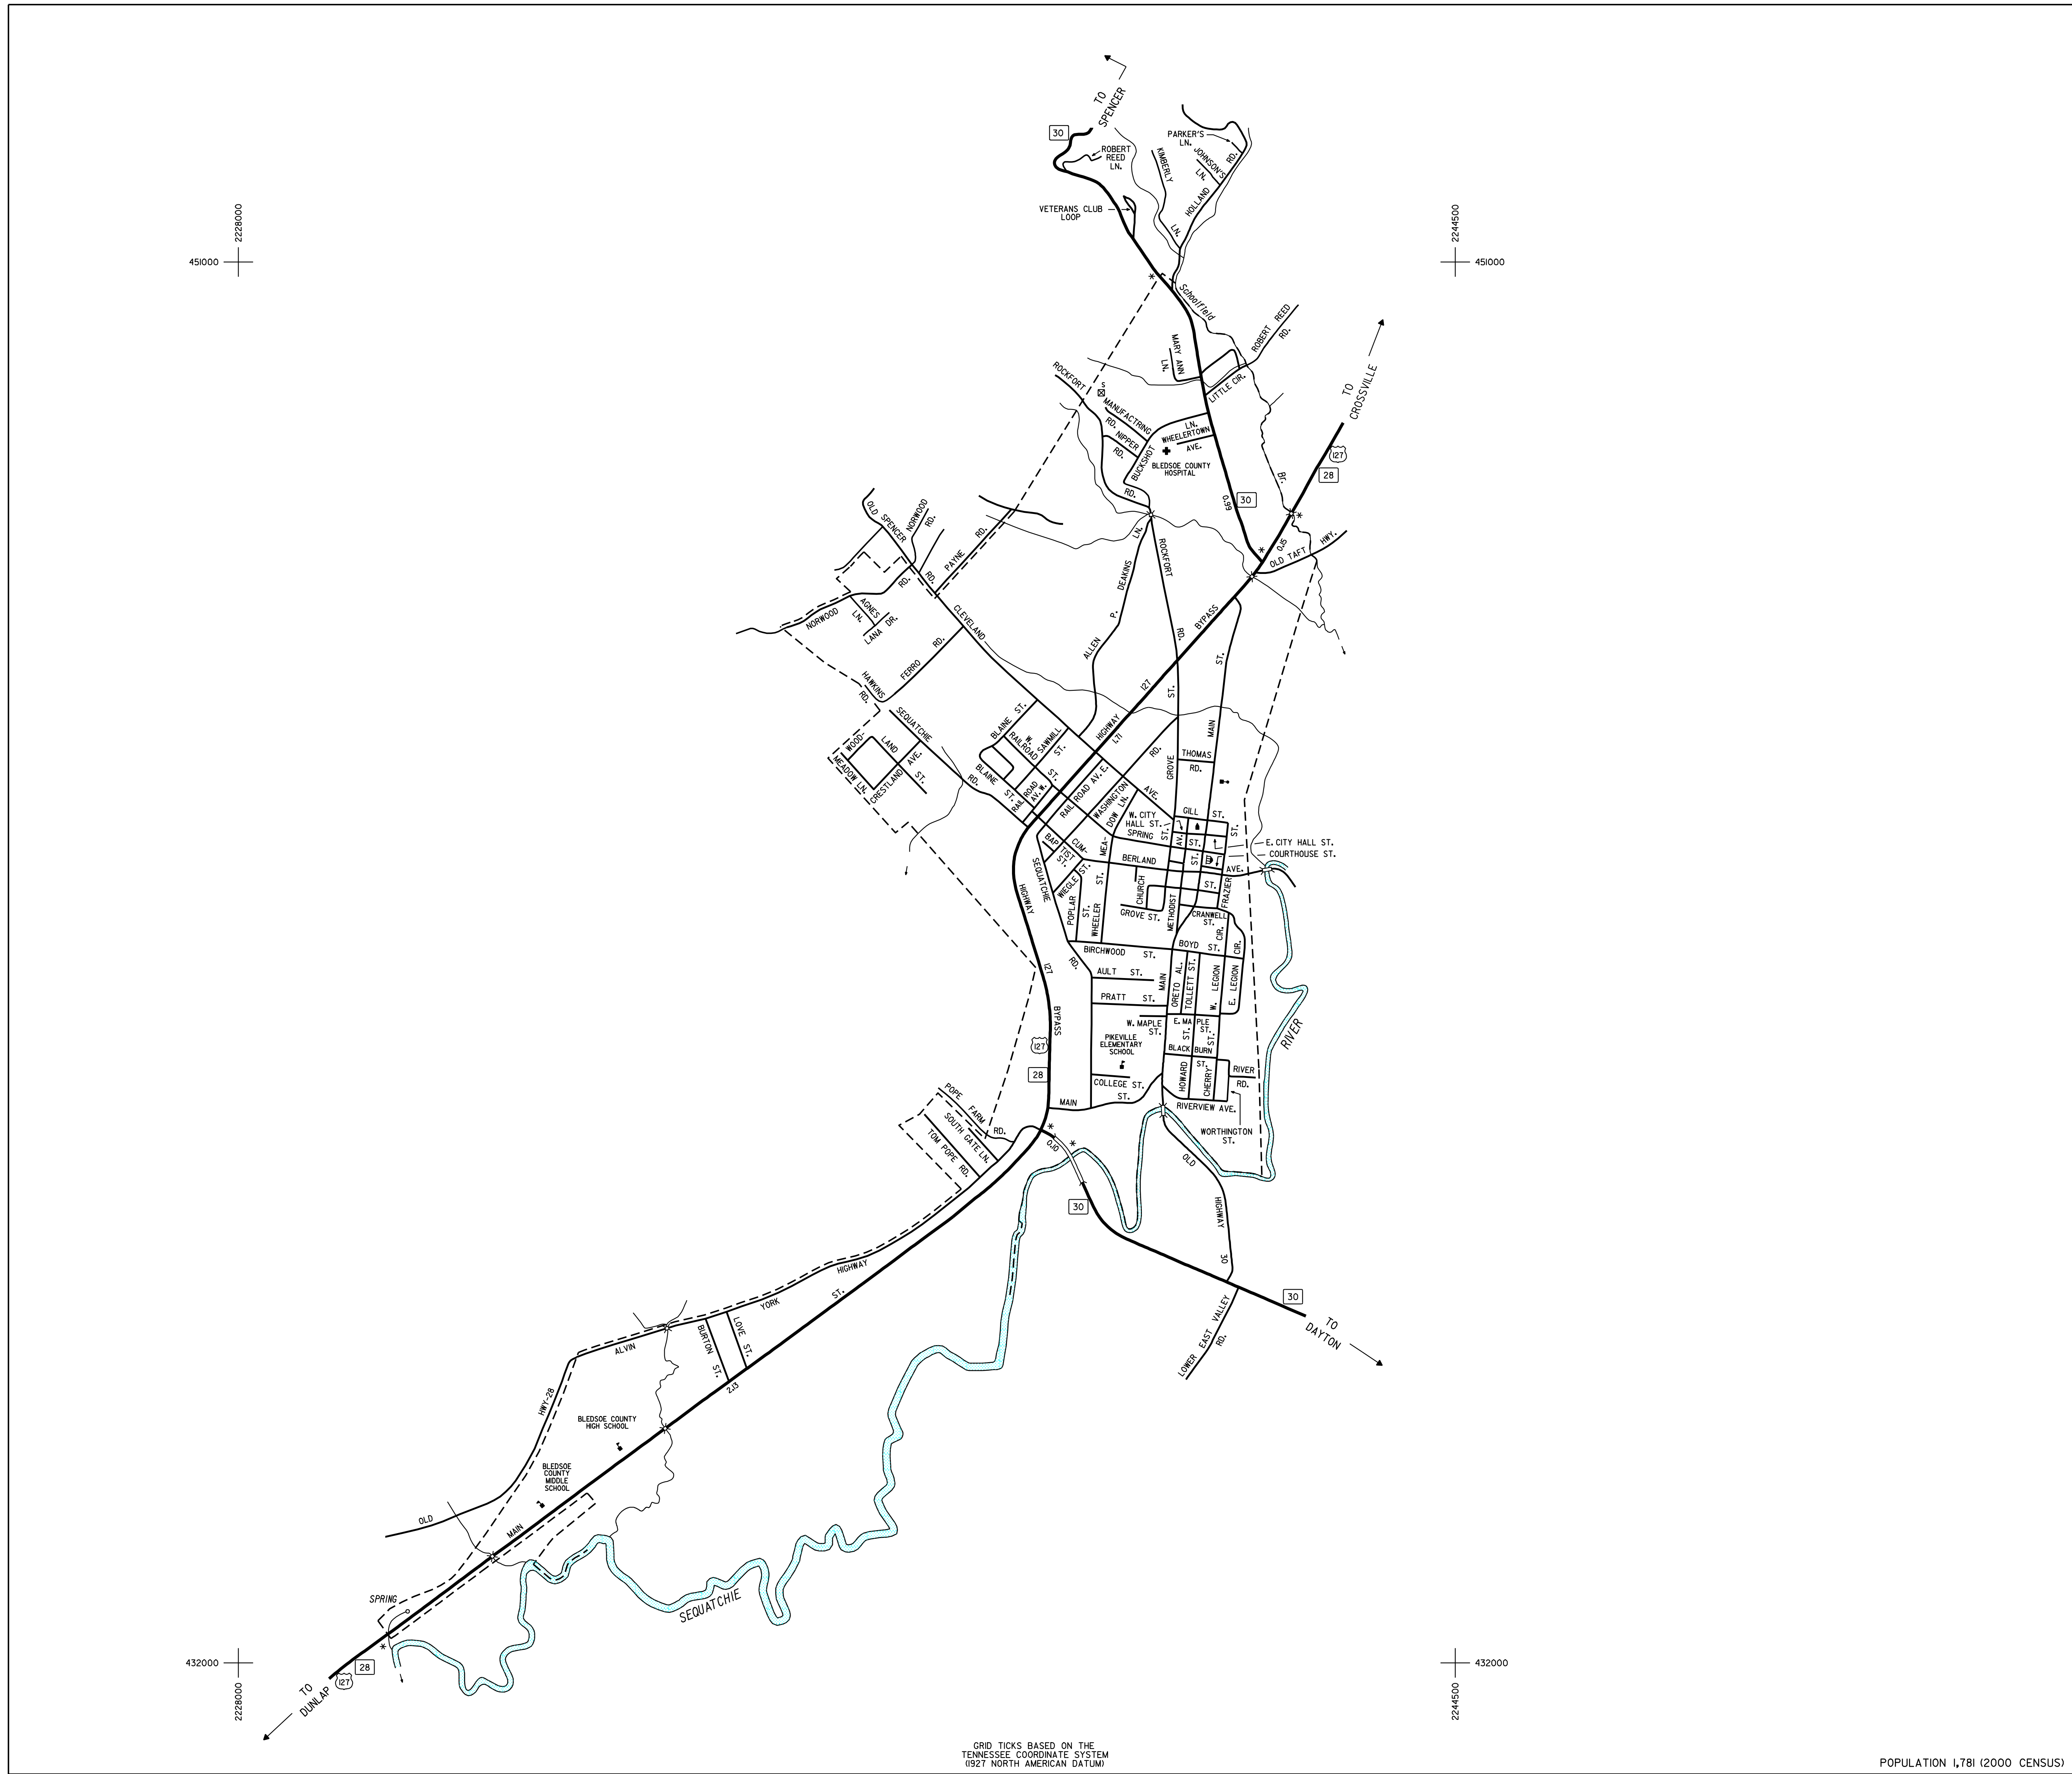 TO
SPENCER
30
PARKER'S
LN.
ROBERT
REED
LN.
KIMBERLY
LN.
JOHNSON'S
LN.
HOLLAND
RD.
VETERANS CLUB
LOOP
2228000
451000
2244500
451000
Schoolfield
Br.
ROBERT REED
RD.
MARY ANN
LN.
LITTLE CIR.
TO
CROSSVILLE
127
28
ROCKFORT
RD.
S
MANUFACTRING
LN.
NIPPER
RD.
WHEELERTOWN
AVE.
BUCKSHOT
BLEDSOE COUNTY
HOSPITAL
RD.
0.99
30
0.15
OLD TAFT HWY.
OLD SPENCER
RD.
NORWOOD
RD.
PAYNE RD.
NORWOOD RD.
AGNES
LN.
LANA DR.
CLEVELAND
AVE.
FERRO RD.
HAWKINS
RD.
ALLEN P. DEAKINS LN.
ROCKFORT
RD.
HIGHWAY 127 BYPASS
1.71
SEQUATCHIE
RD.
WOOD-
LAND
ST.
MEADOW LN.
CRESTLAND AVE.
BLAINE ST.
W.
RAILROAD
ST.
SAWMILL
ST.
BLAINE
ST.
RAILROAD
AV. W.
RAILROAD AV. E.
WASHINGTON
RD.
GROVE ST.
MAIN ST.
THOMAS
RD.
MEA-
DOW LN.
GILL ST.
W. CITY
HALL ST.
SPRING ST.
AV.
ST.
ST.
E. CITY HALL ST.
COURTHOUSE ST.
BAPTIST
ST.
CUM-
BERLAND
AVE.
WIEGLE ST.
SEQUATCHIE
RD.
POPLAR
ST.
WHEELER ST.
CHURCH
ST.
GROVE ST.
METHODIST
ST.
FRAZIER
ST.
CRANWELL
ST.
CIR.
CIR.
BIRCHWOOD ST.
BOYD ST.
AULT ST.
PRATT ST.
MAIN
ORETO AL.
TOLLETT ST.
W. LEGION
E. LEGION
W. MAPLE
ST.
E. MAPLE
ST.
PIKEVILLE
ELEMENTARY
SCHOOL
BLACKBURN
ST.
HOWARD
ST.
CHERRY
ST.
RIVER
RD.
COLLEGE ST.
MAIN ST.
RIVERVIEW AVE.
WORTHINGTON
ST.
RIVER
HIGHWAY
127
BYPASS
127
28
POPE FARM
RD.
SOUTH GATE LN.
TOM POPE RD.
0.10
30
OLD
HIGHWAY
30
30
TO
DAYTON
LOWER EAST VALLEY
RD.
OLD
HWY-28
ALVIN
YORK
HIGHWAY
ST.
LOVE ST.
BURTON
ST.
2.13
BLEDSOE COUNTY
HIGH SCHOOL
BLEDSOE
COUNTY
MIDDLE
SCHOOL
MAIN
SPRING
SEQUATCHIE
432000
2228000
28
127
TO
DUNLAP
432000
2244500
GRID TICKS BASED ON THE
TENNESSEE COORDINATE SYSTEM
(1927 NORTH AMERICAN DATUM)
POPULATION 1,781 (2000 CENSUS)